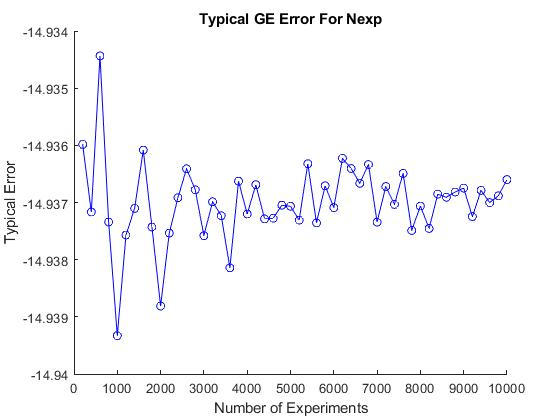 Typical GE Error For Nexp
-14.934
-14.935
-14.936
-14.937
-14.938
-14.939
-14.94
Typical Error
0 1000 2000 3000 4000 5000 6000 7000 8000 9000 10000
Number of Experiments